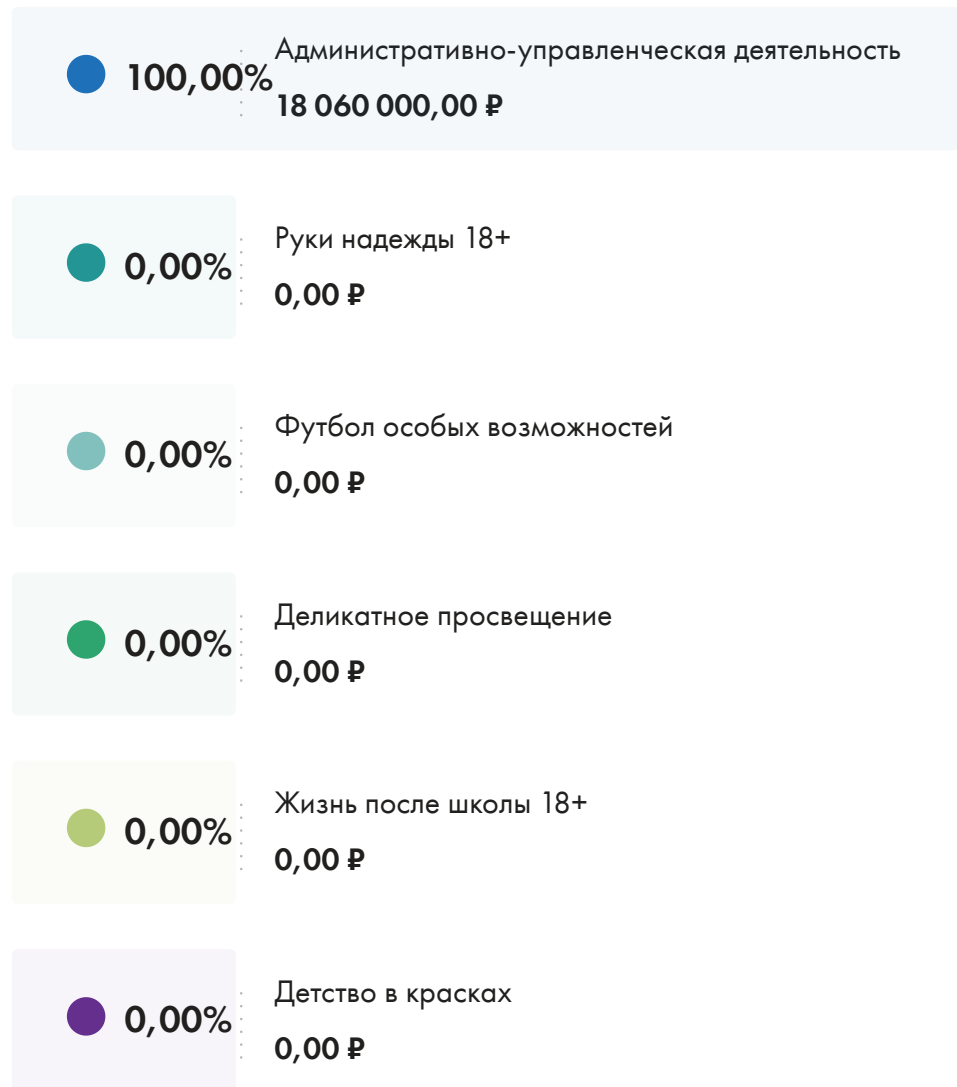 100,00%
Административно-управленческая деятельность
18 060 000,00 ₽
0,00%
Руки надежды 18+
0,00 ₽
0,00%
Футбол особых возможностей
0,00 ₽
0,00%
Деликатное просвещение
0,00 ₽
0,00%
Жизнь после школы 18+
0,00 ₽
0,00%
Детство в красках
0,00 ₽